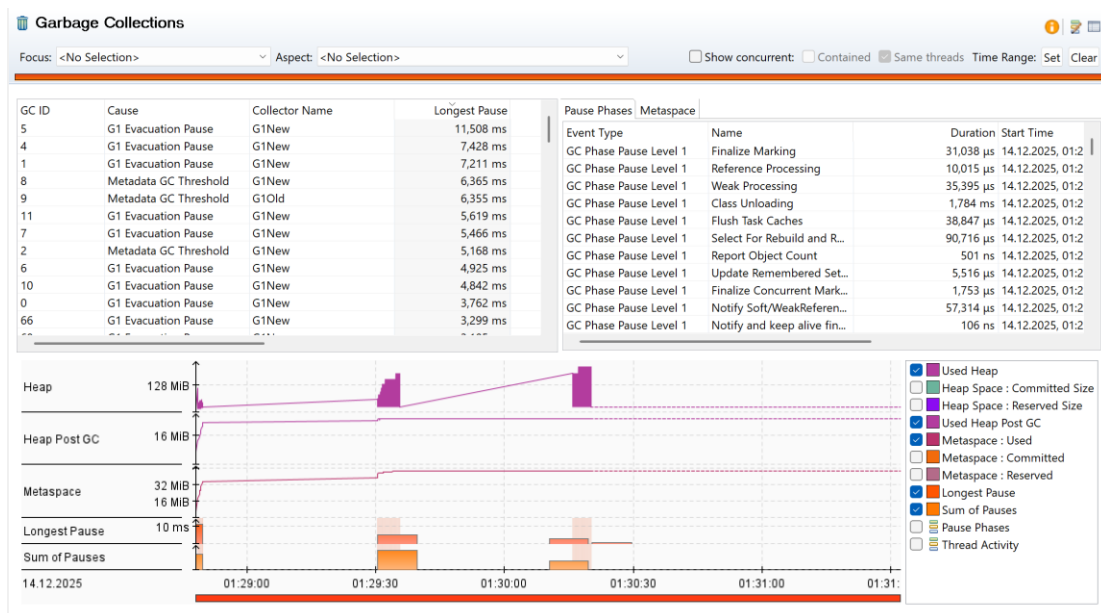 Garbage Collections
Focus: <No Selection> Aspect: <No Selection> Show concurrent: Contained Same threads Time Range: Set Clear
GC ID Cause Collector Name Longest Pause
5 G1 Evacuation Pause G1New 11,508 ms
4 G1 Evacuation Pause G1New 7,428 ms
1 G1 Evacuation Pause G1New 7,211 ms
8 Metadata GC Threshold G1New 6,365 ms
9 Metadata GC Threshold G1Old 6,355 ms
11 G1 Evacuation Pause G1New 5,619 ms
7 G1 Evacuation Pause G1New 5,466 ms
2 Metadata GC Threshold G1New 5,168 ms
6 G1 Evacuation Pause G1New 4,925 ms
10 G1 Evacuation Pause G1New 4,842 ms
0 G1 Evacuation Pause G1New 3,762 ms
66 G1 Evacuation Pause G1New 3,299 ms
Pause Phases Metaspace
Event Type Name Duration Start Time
GC Phase Pause Level 1 Finalize Marking 31,038 µs 14.12.2025, 01:2
GC Phase Pause Level 1 Reference Processing 10,015 µs 14.12.2025, 01:2
GC Phase Pause Level 1 Weak Processing 35,395 µs 14.12.2025, 01:2
GC Phase Pause Level 1 Class Unloading 1,784 ms 14.12.2025, 01:2
GC Phase Pause Level 1 Flush Task Caches 38,847 µs 14.12.2025, 01:2
GC Phase Pause Level 1 Select For Rebuild and R... 90,716 µs 14.12.2025, 01:2
GC Phase Pause Level 1 Report Object Count 501 ns 14.12.2025, 01:2
GC Phase Pause Level 1 Update Remembered Set... 5,516 µs 14.12.2025, 01:2
GC Phase Pause Level 1 Finalize Concurrent Mark... 1,753 µs 14.12.2025, 01:2
GC Phase Pause Level 1 Notify Soft/WeakReferen... 57,314 µs 14.12.2025, 01:2
GC Phase Pause Level 1 Notify and keep alive fin... 106 ns 14.12.2025, 01:2
Heap 128 MiB
Heap Post GC 16 MiB
Metaspace 32 MiB
16 MiB
Longest Pause 10 ms
Sum of Pauses
14.12.2025 01:29:00 01:29:30 01:30:00 01:30:30 01:31:00 01:31:
Used Heap
Heap Space : Committed Size
Heap Space : Reserved Size
Used Heap Post GC
Metaspace : Used
Metaspace : Committed
Metaspace : Reserved
Longest Pause
Sum of Pauses
Pause Phases
Thread Activity